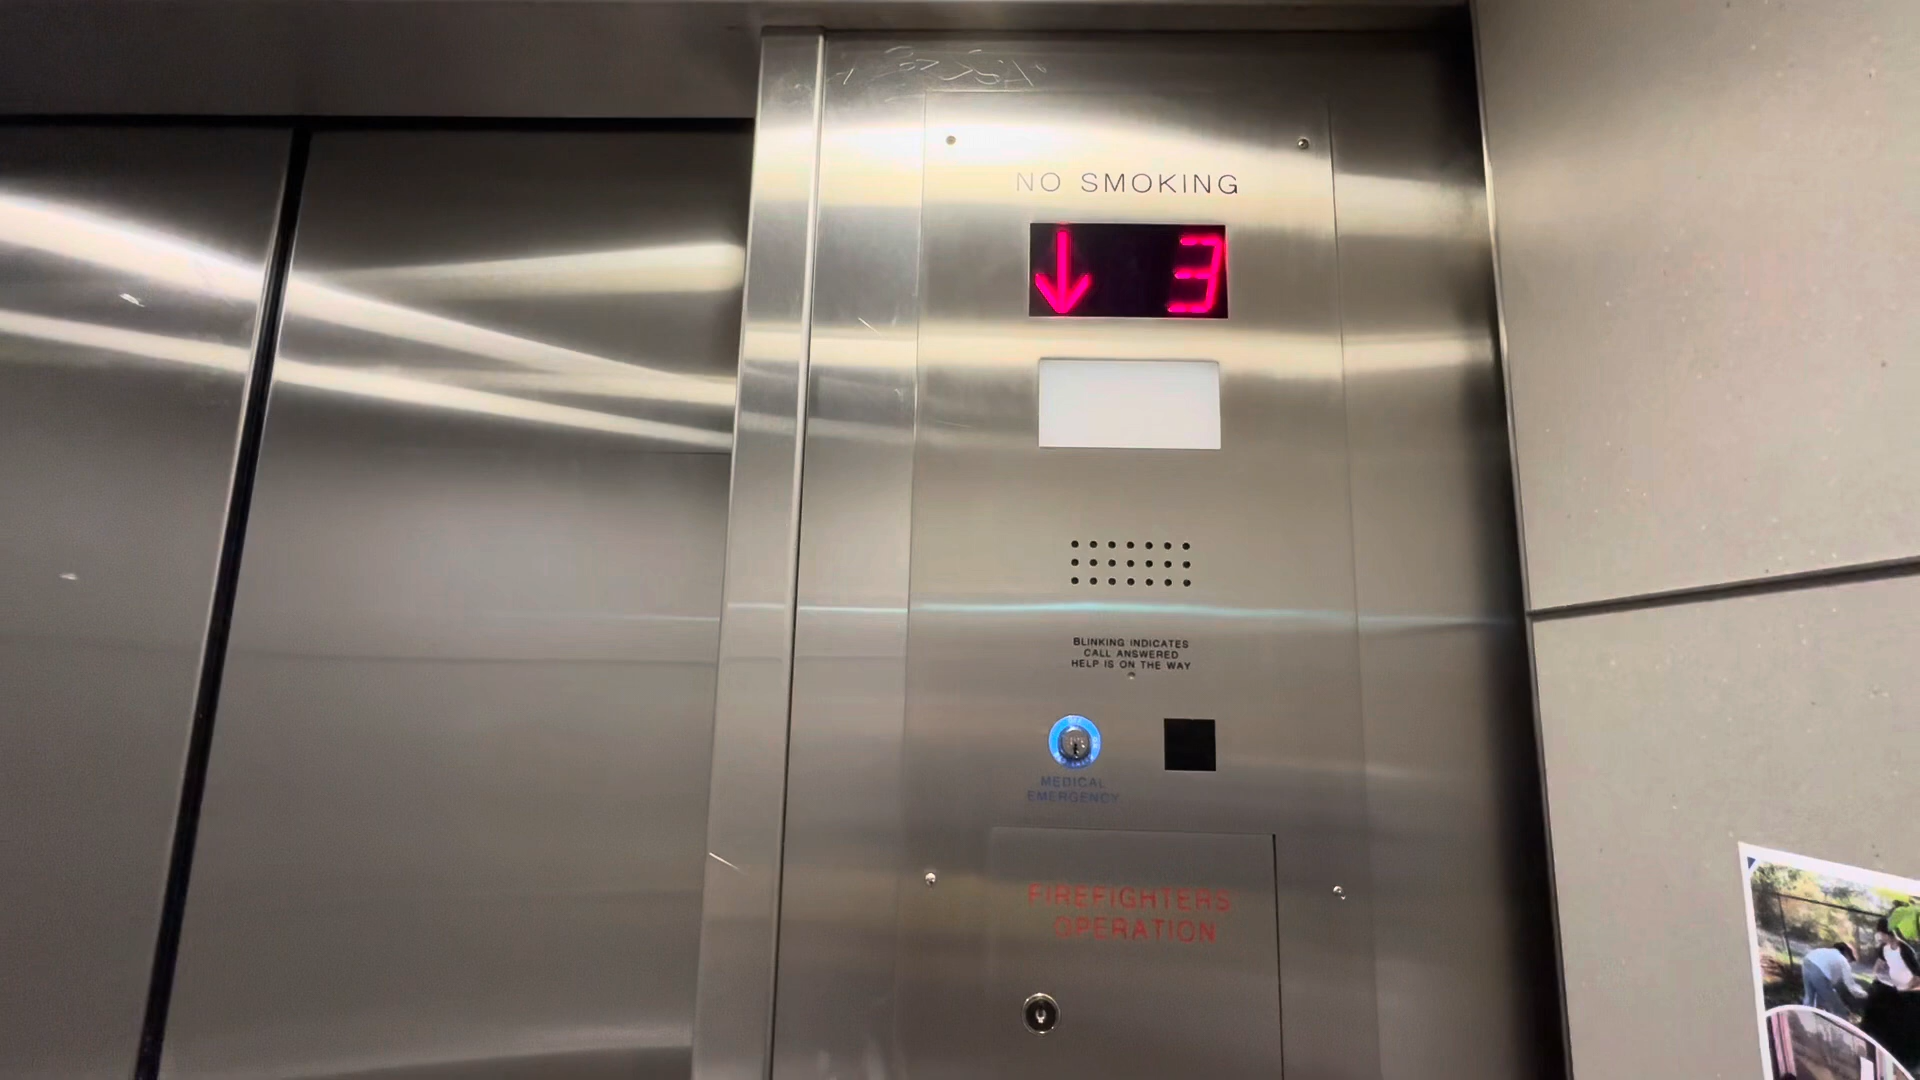 NO SMOKING
↓ 3
BLINKING INDICATES
CALL ANSWERED
HELP IS ON THE WAY
MEDICAL
EMERGENCY
FIREFIGHTERS
OPERATION